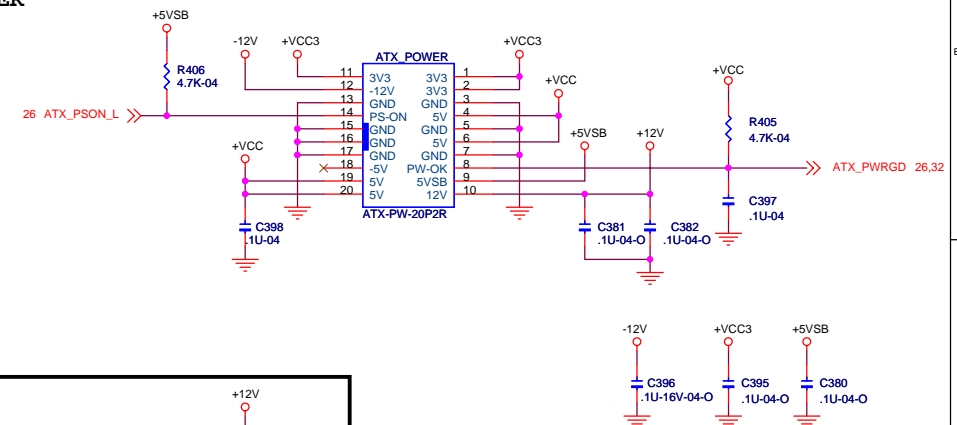 ER
+5VSB
-12V
+VCC3
ATX_POWER
+VCC3
R406
4.7K-04
+VCC
+VCC
11 3V3 3V3 1
12 -12V 3V3 2
13 GND GND 3
26 ATX_PSON_L
14 PS-ON 5V 4
15 GND GND 5
16 GND 5V 6
17 GND GND 7
18 -5V PW-OK 8
19 5V 5VSB 9
20 5V 12V 10
ATX-PW-20P2R
+VCC
+5VSB
+12V
R405
4.7K-04
ATX_PWRGD 26,32
C398
.1U-04
C381
.1U-04-O
C382
.1U-04-O
C397
.1U-04
-12V
+VCC3
+5VSB
C396
.1U-16V-04-O
C395
.1U-04-O
C380
.1U-04-O
+12V